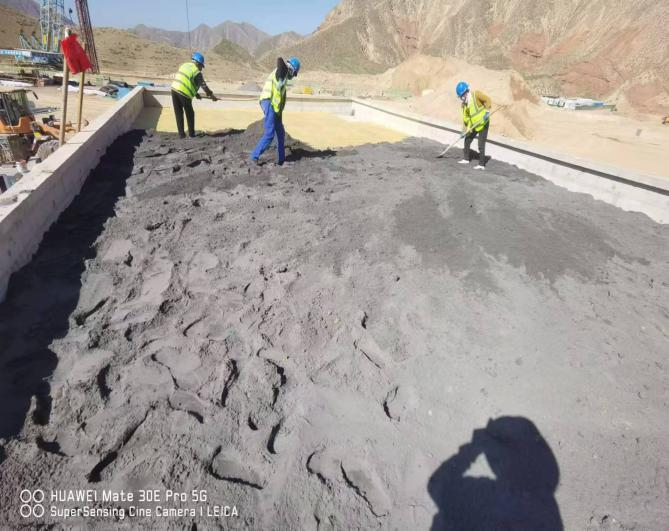 HUAWEI Mate 30E Pro 5G
SuperSensing Cine Camera I LEICA